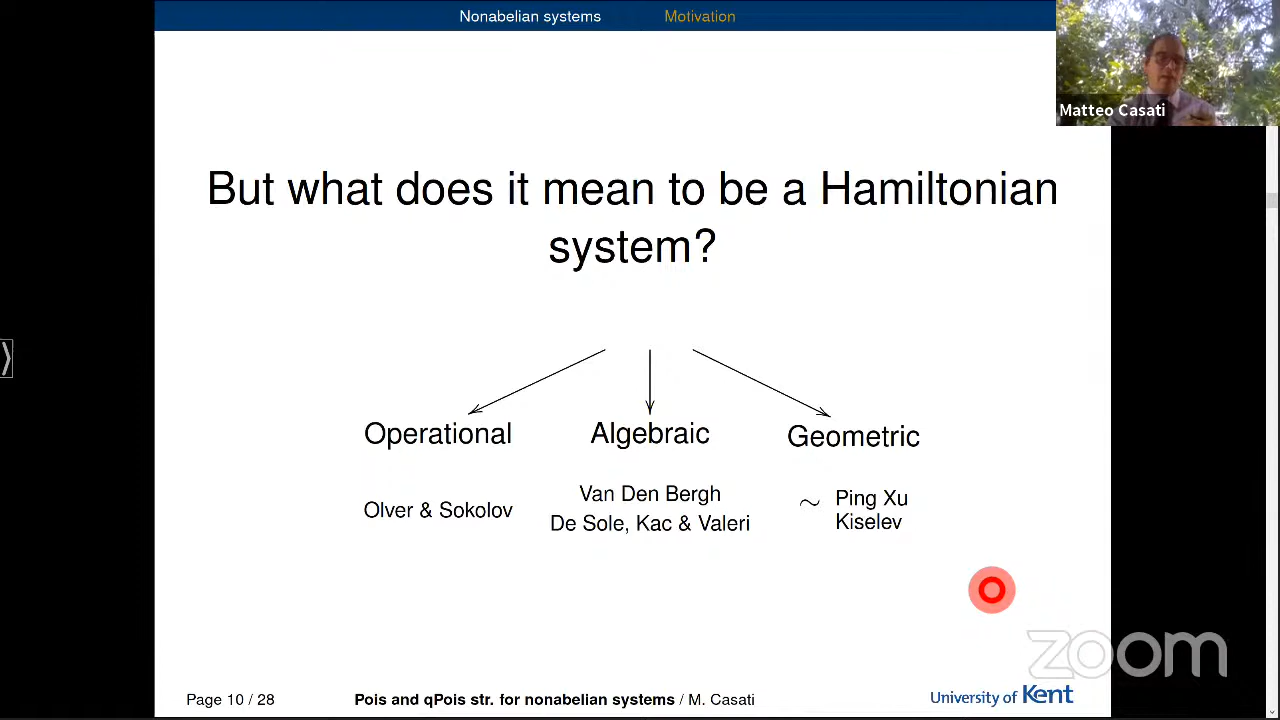 Nonabelian systems Motivation
Matteo Casati
But what does it mean to be a Hamiltonian
system?
Operational Algebraic Geometric
Olver & Sokolov
Van Den Bergh
De Sole, Kac & Valeri
∼ Ping Xu
Kiselev
zoom
Page 10 / 28 Pois and qPois str. for nonabelian systems / M. Casati University of Kent